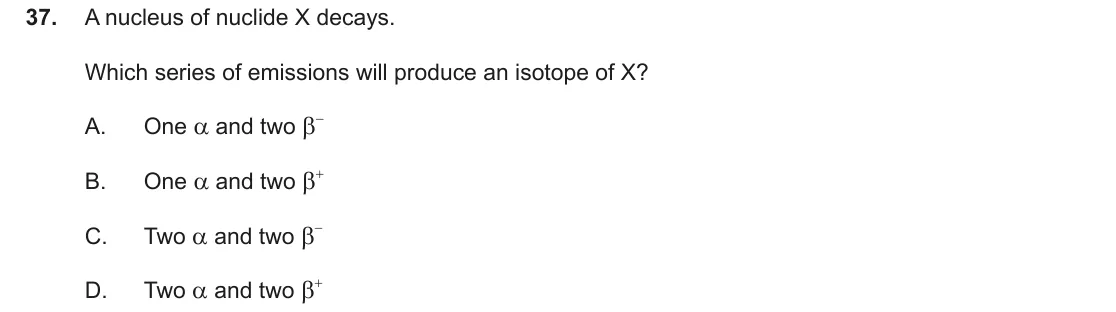 37. A nucleus of nuclide X decays.
Which series of emissions will produce an isotope of X?
A. One α and two β⁻
B. One α and two β⁺
C. Two α and two β⁻
D. Two α and two β⁺